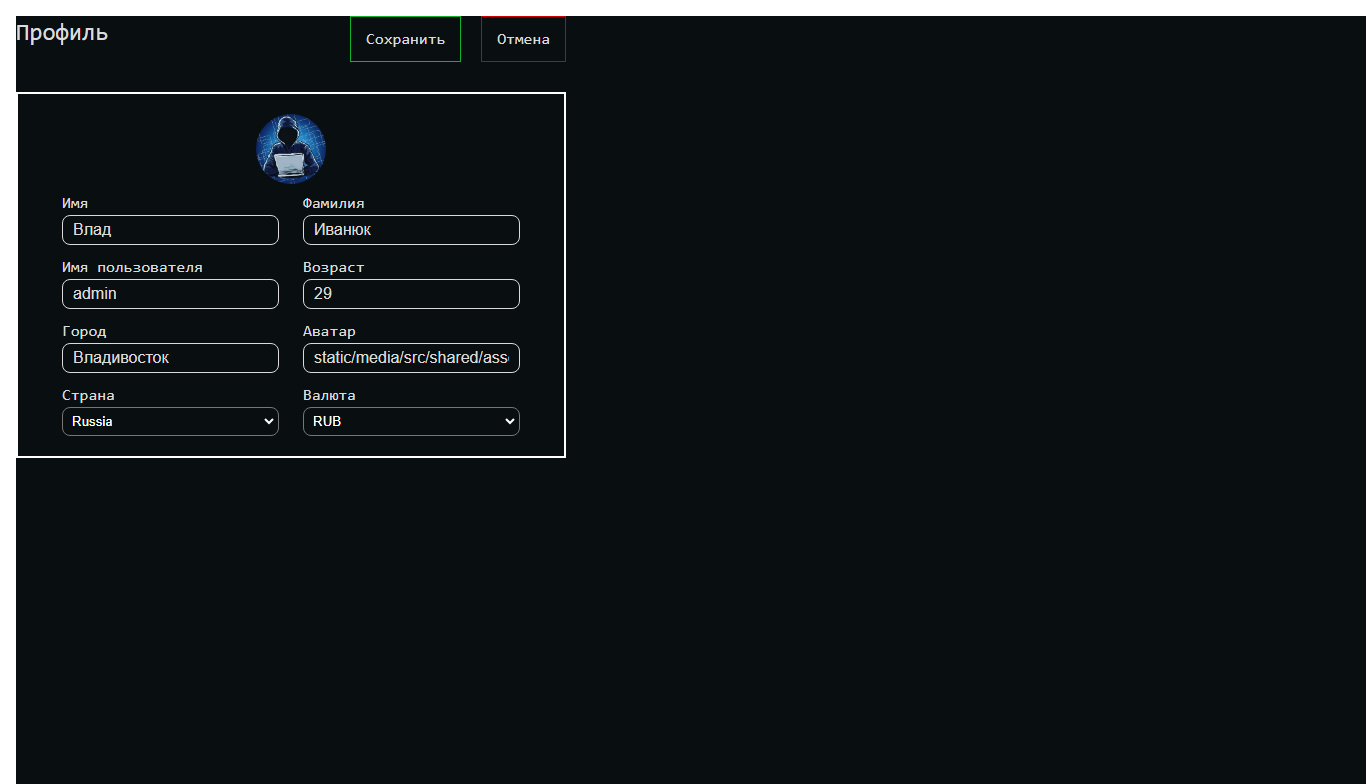 Профиль
Сохранить
Отмена
Имя
Фамилия
Влад
Иванюк
Имя пользователя
Возраст
admin
29
Город
Аватар
Владивосток
static/media/src/shared/ass
Страна
Валюта
Russia
RUB